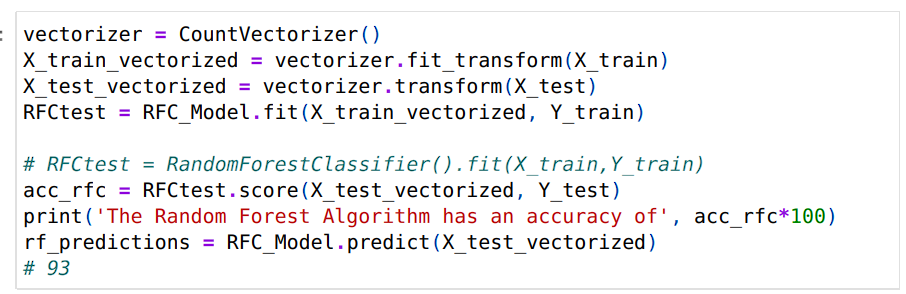 :
vectorizer = CountVectorizer()
X_train_vectorized = vectorizer.fit_transform(X_train)
X_test_vectorized = vectorizer.transform(X_test)
RFCtest = RFC_Model.fit(X_train_vectorized, Y_train)
# RFCtest = RandomForestClassifier().fit(X_train,Y_train)
acc_rfc = RFCtest.score(X_test_vectorized, Y_test)
print('The Random Forest Algorithm has an accuracy of', acc_rfc*100)
rf_predictions = RFC_Model.predict(X_test_vectorized)
# 93